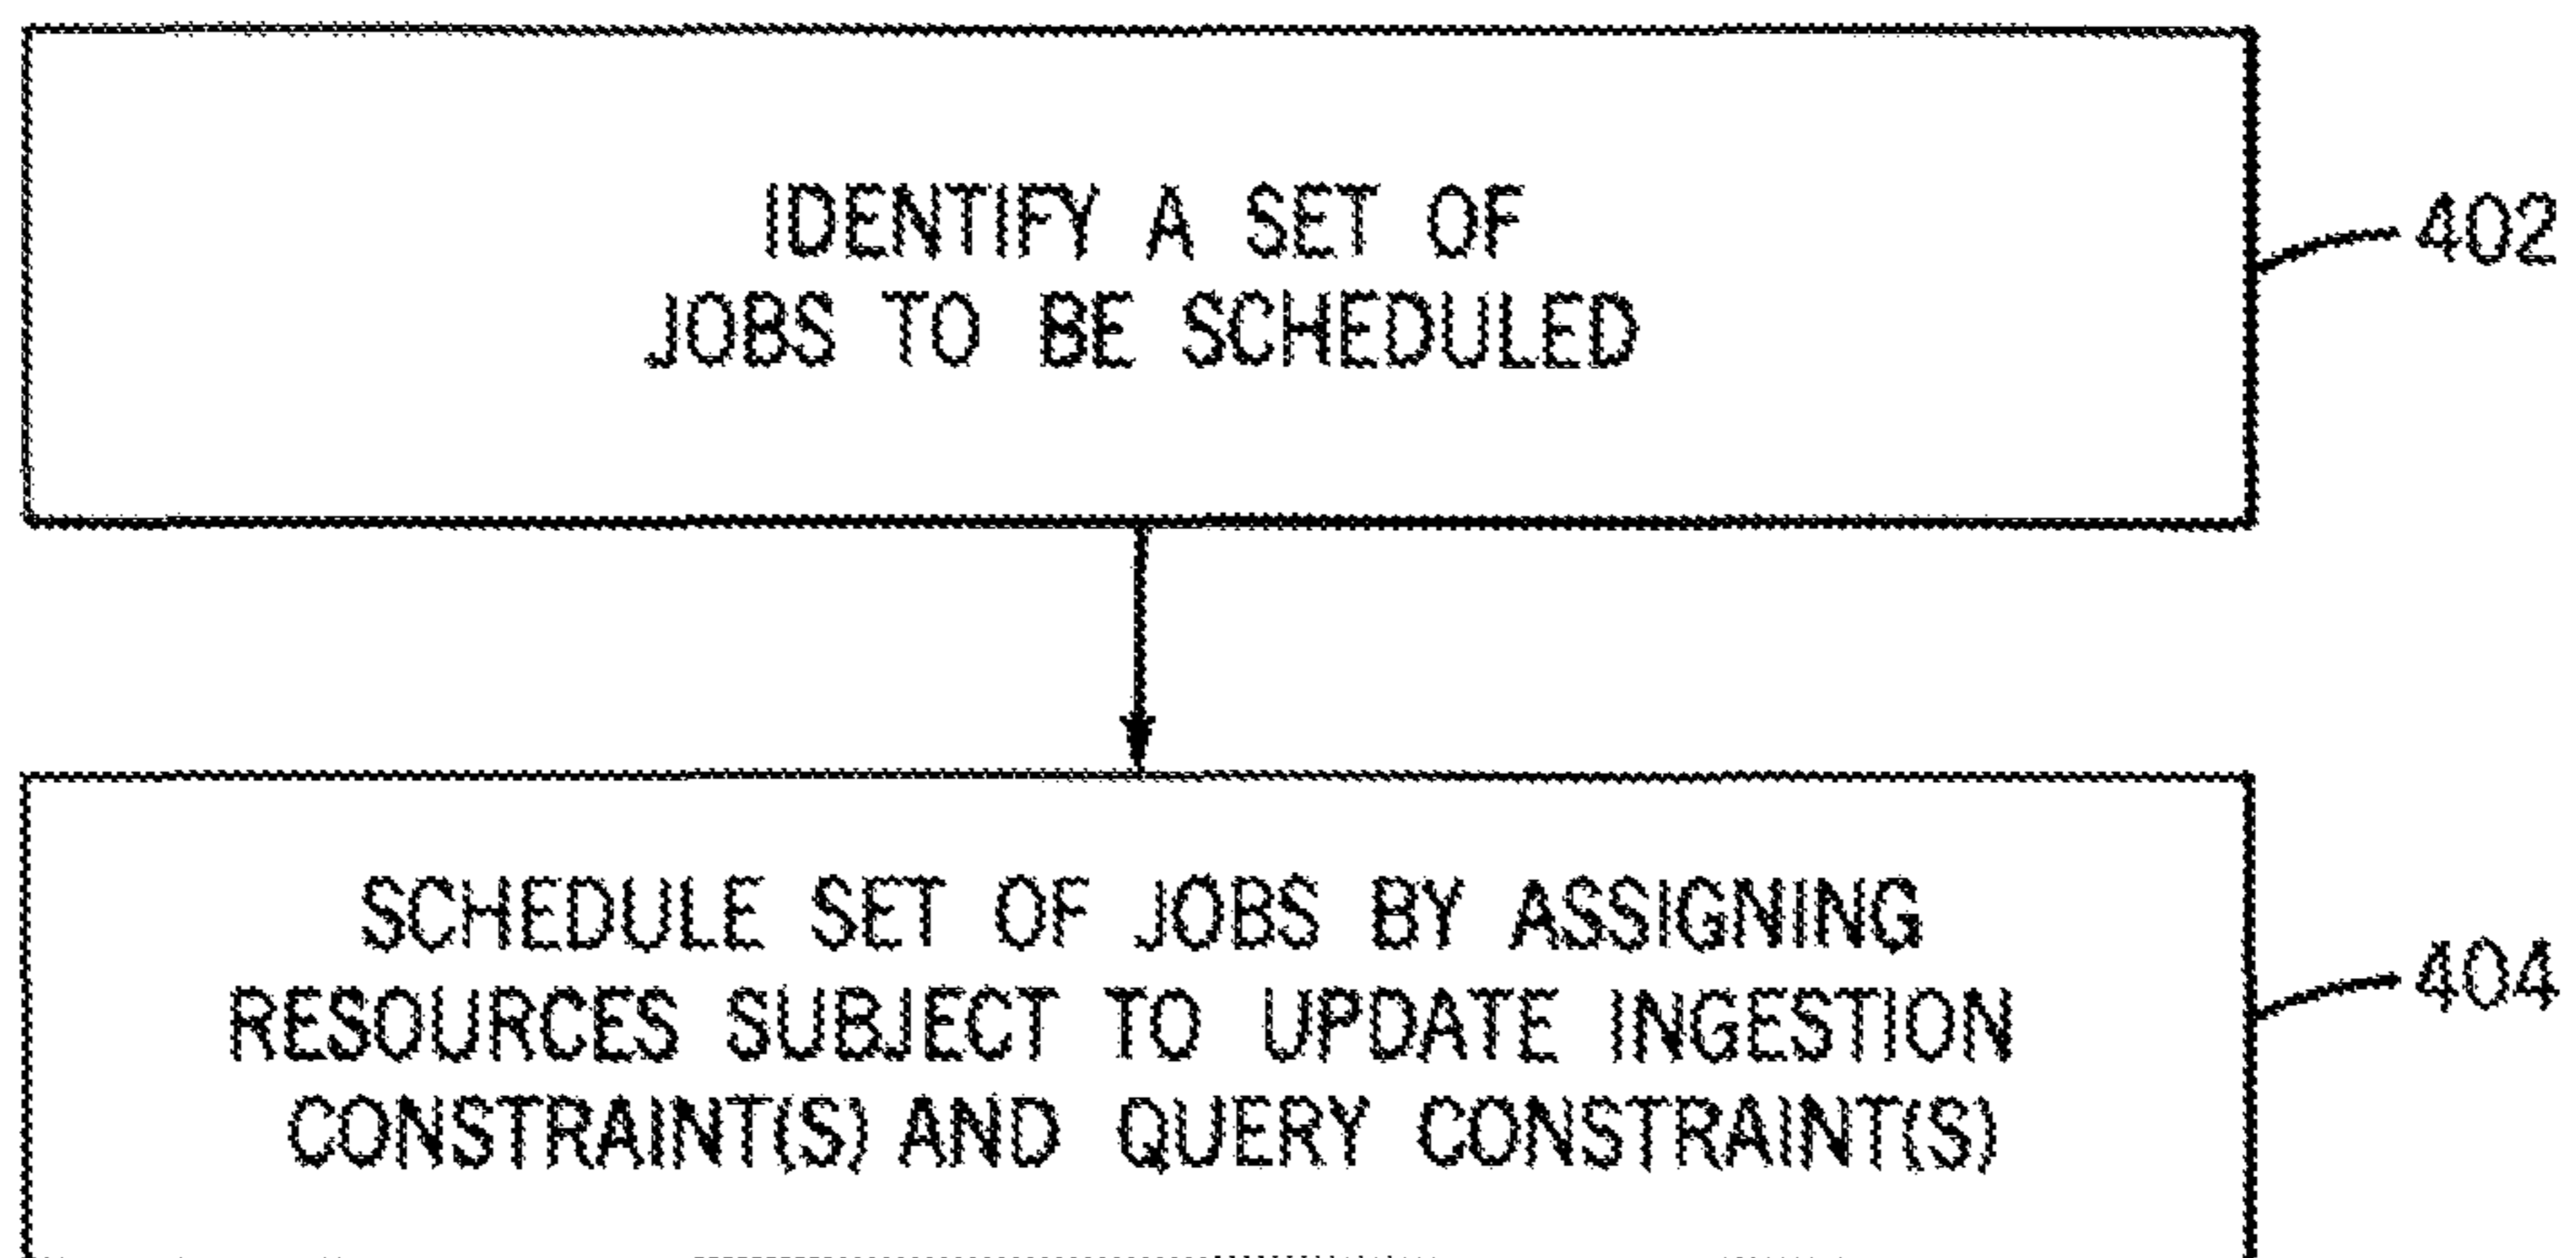 IDENTIFY A SET OF
JOBS TO BE SCHEDULED
402
SCHEDULE SET OF JOBS BY ASSIGNING
RESOURCES SUBJECT TO UPDATE INGESTION
CONSTRAINT(S) AND QUERY CONSTRAINT(S)
404